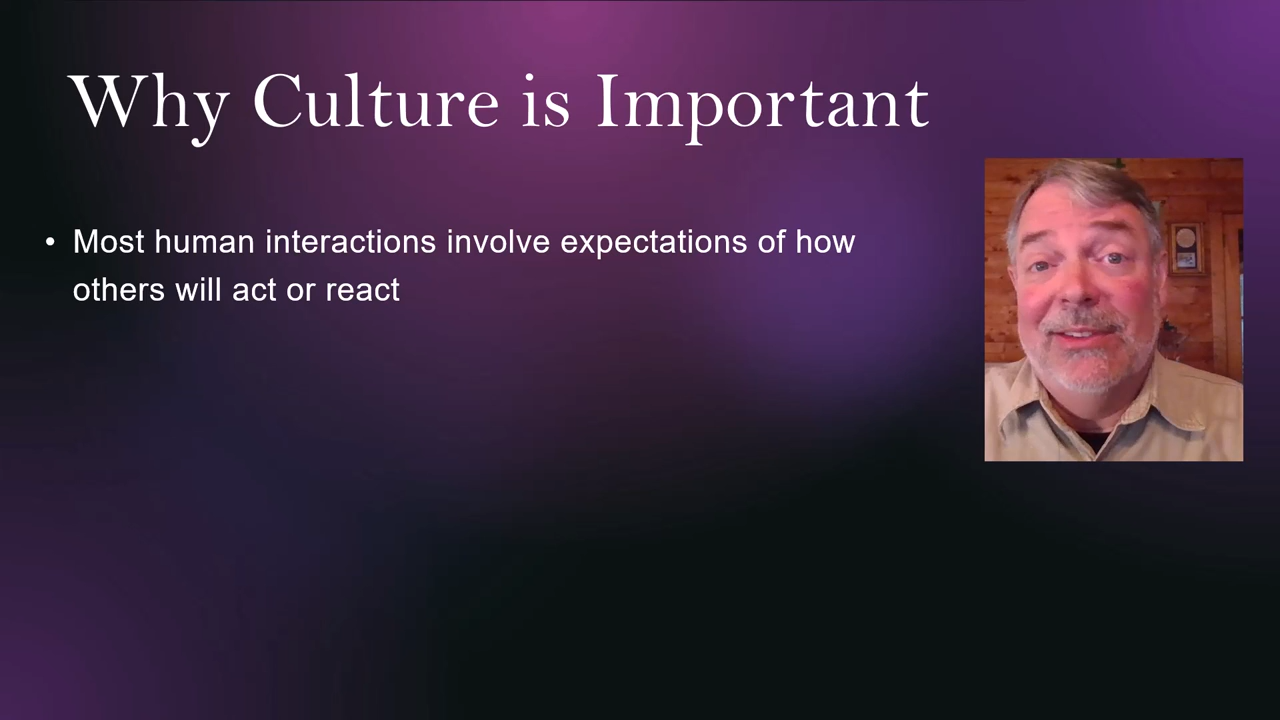 Why Culture is Important
• Most human interactions involve expectations of how
others will act or react